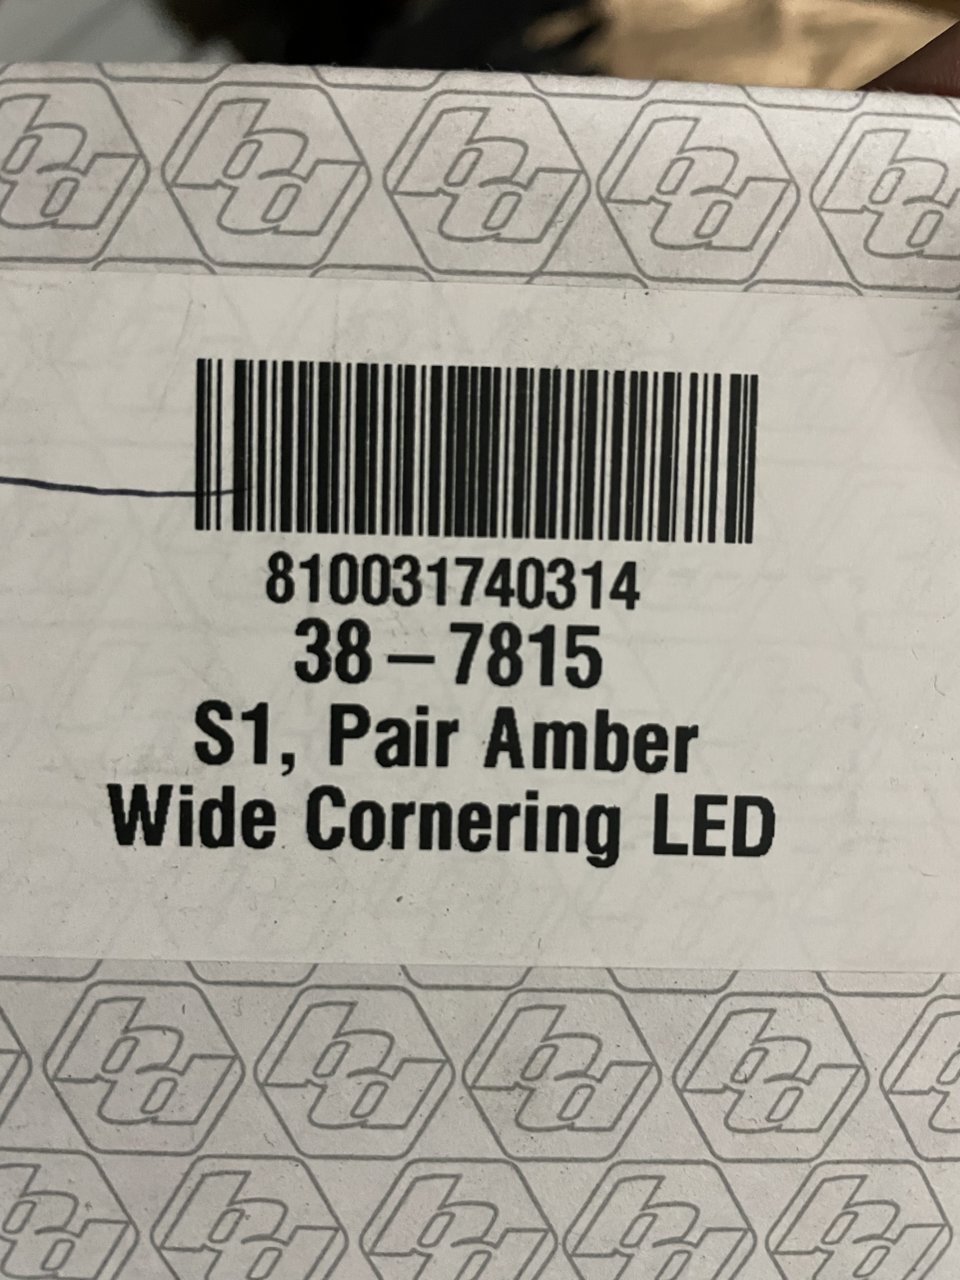 810031740314
38 – 7815
S1, Pair Amber
Wide Cornering LED